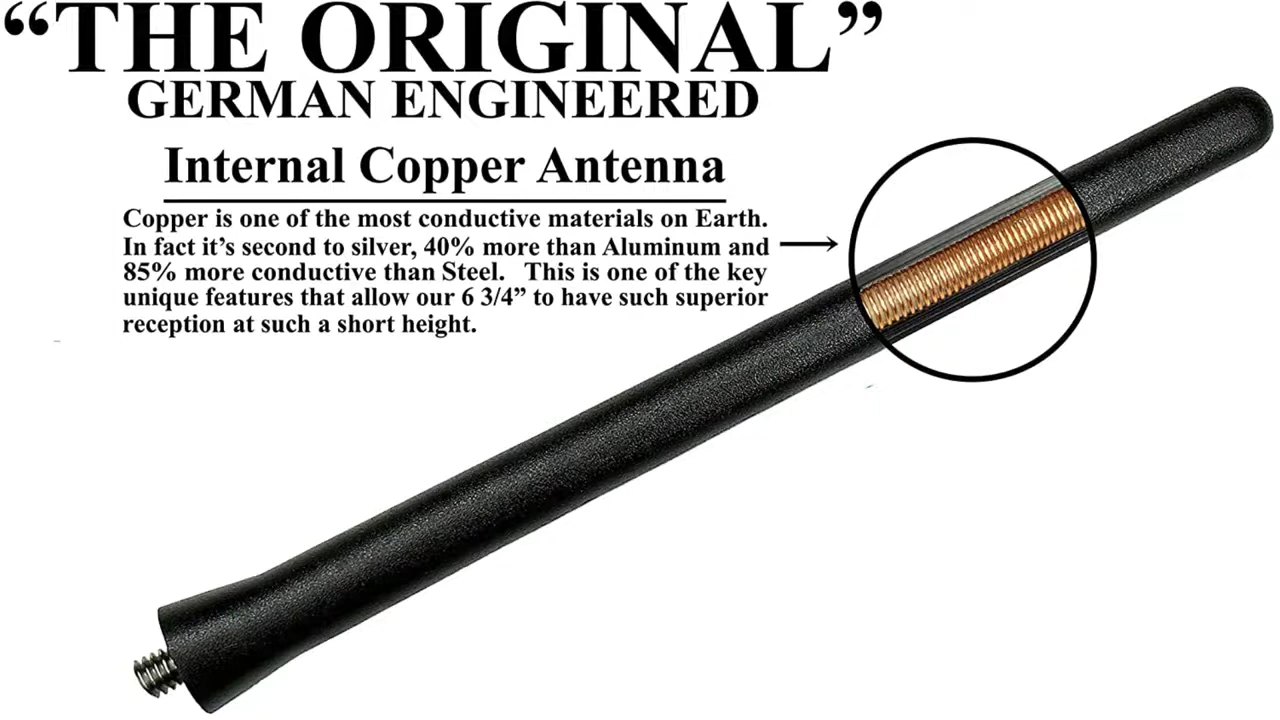 “THE ORIGINAL”
GERMAN ENGINEERED
Internal Copper Antenna
Copper is one of the most conductive materials on Earth.
In fact it’s second to silver, 40% more than Aluminum and
85% more conductive than Steel. This is one of the key
unique features that allow our 6 3/4” to have such superior
reception at such a short height.